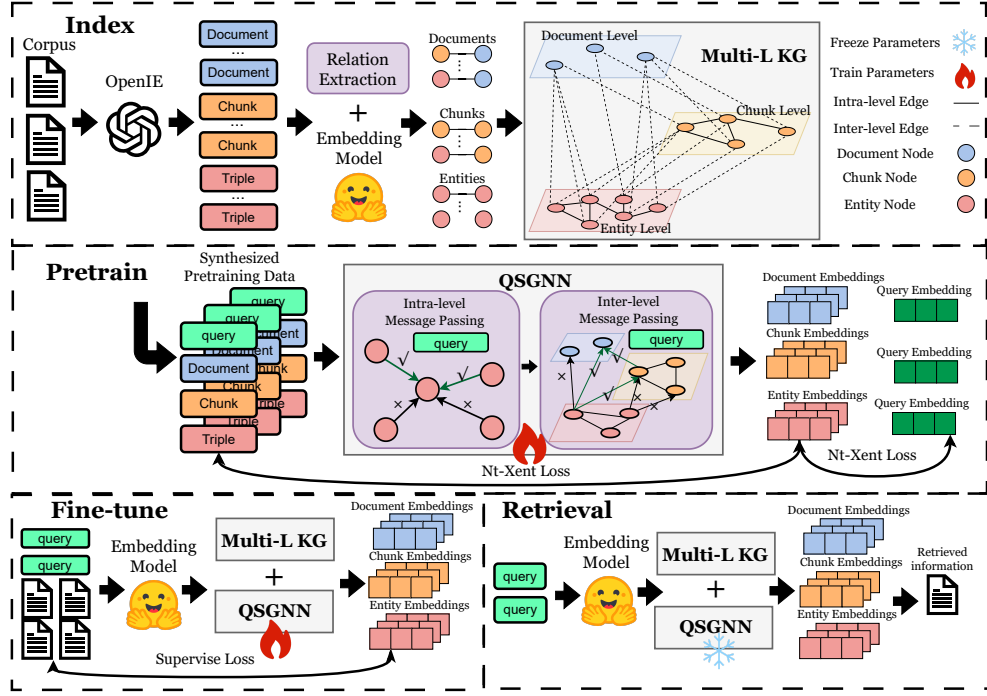 Index
Corpus
OpenIE
Document
...
Document
Chunk
...
Chunk
Triple
...
Triple
Relation
Extraction
+
Embedding
Model
Documents
Chunks
Entities
Multi-L KG
Document Level
Chunk Level
Entity Level
Freeze Parameters
Train Parameters
Intra-level Edge
Inter-level Edge
Document Node
Chunk Node
Entity Node
Pretrain
Synthesized
Pretraining Data
query
query
query
Document
Document
Chunk
Chunk
Triple
Triple
QSGNN
Intra-level
Message Passing
query
√
√
×
×
Inter-level
Message Passing
query
×
√
√
√
×
×
Document Embeddings
Chunk Embeddings
Entity Embeddings
Query Embedding
Query Embedding
Query Embedding
Nt-Xent Loss
Nt-Xent Loss
Fine-tune
query
query
Embedding
Model
Multi-L KG
+
QSGNN
Document Embeddings
Chunk Embeddings
Entity Embeddings
Supervise Loss
Retrieval
query
query
Embedding
Model
Multi-L KG
+
QSGNN
Document Embeddings
Chunk Embeddings
Entity Embeddings
Retrieved
information